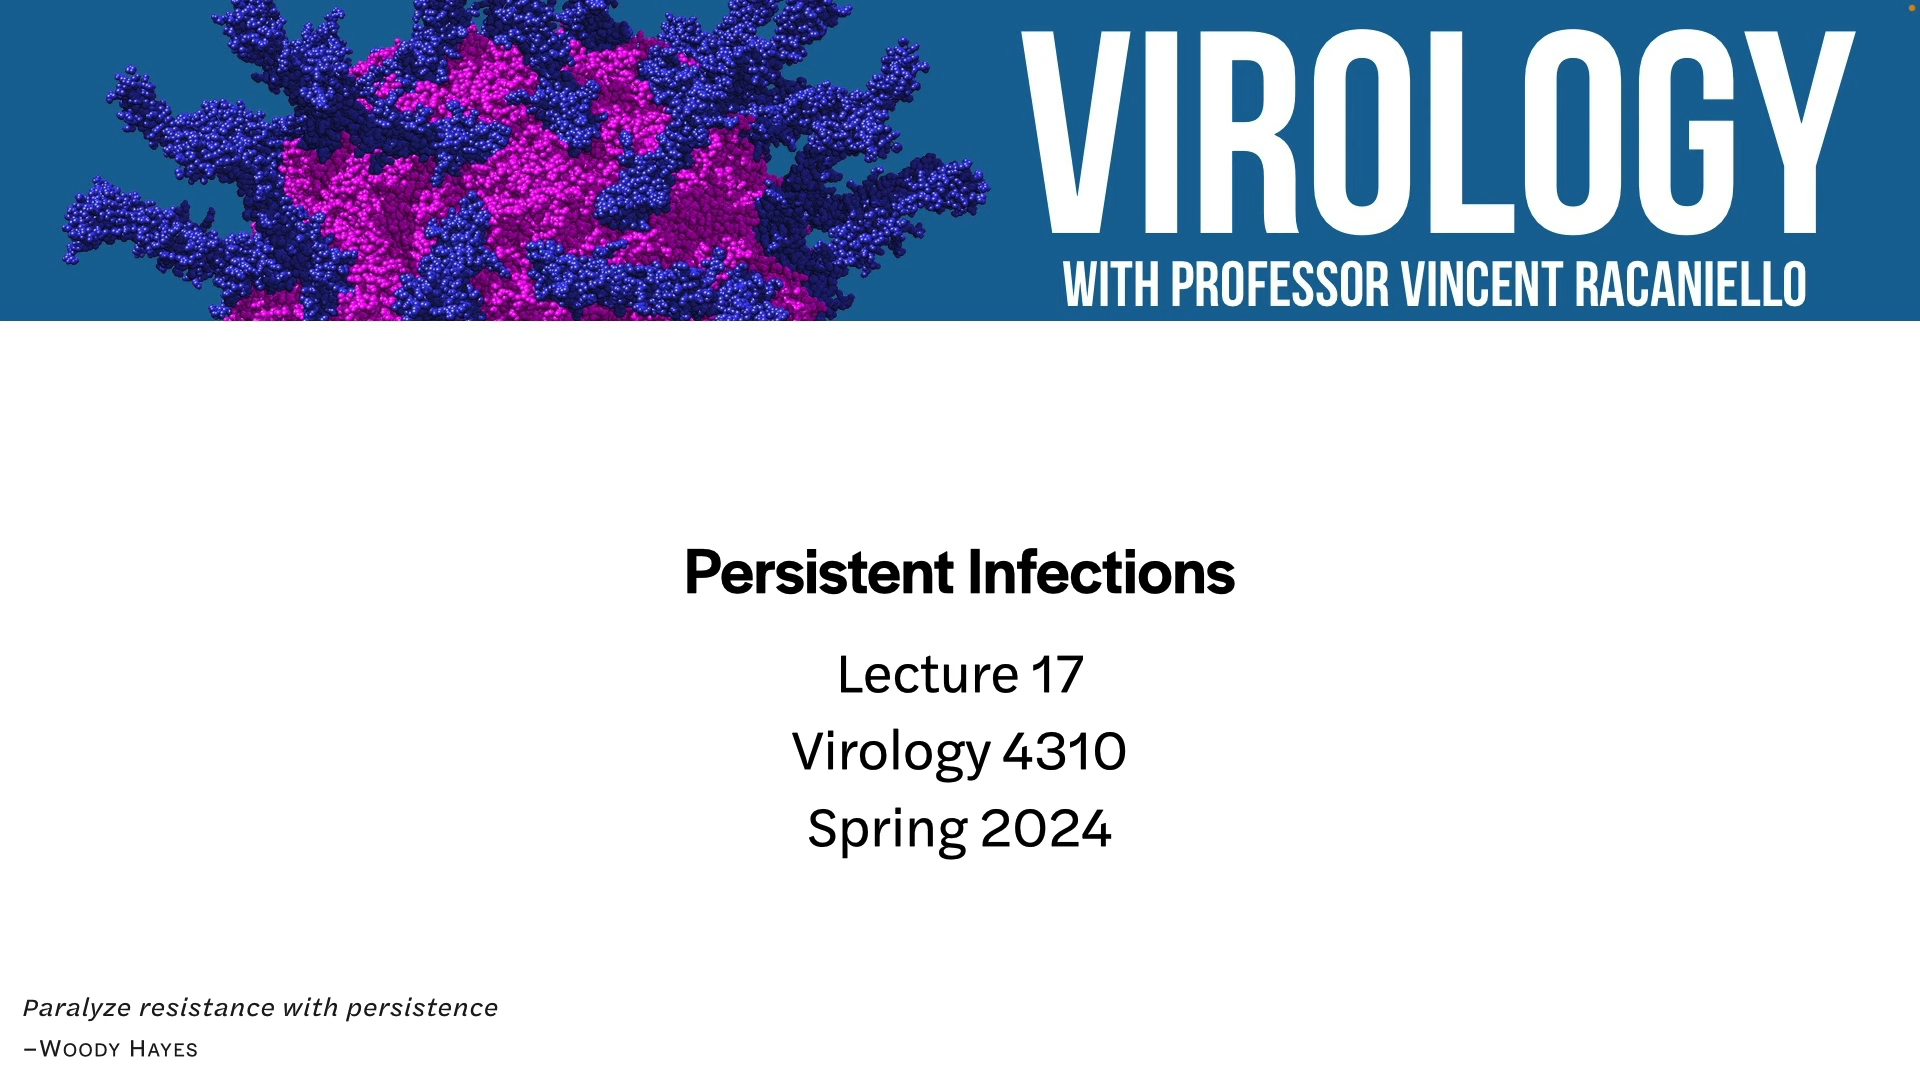 VIROLOGY
WITH PROFESSOR VINCENT RACANIELLO
Persistent Infections
Lecture 17
Virology 4310
Spring 2024
Paralyze resistance with persistence
–WOODY HAYES